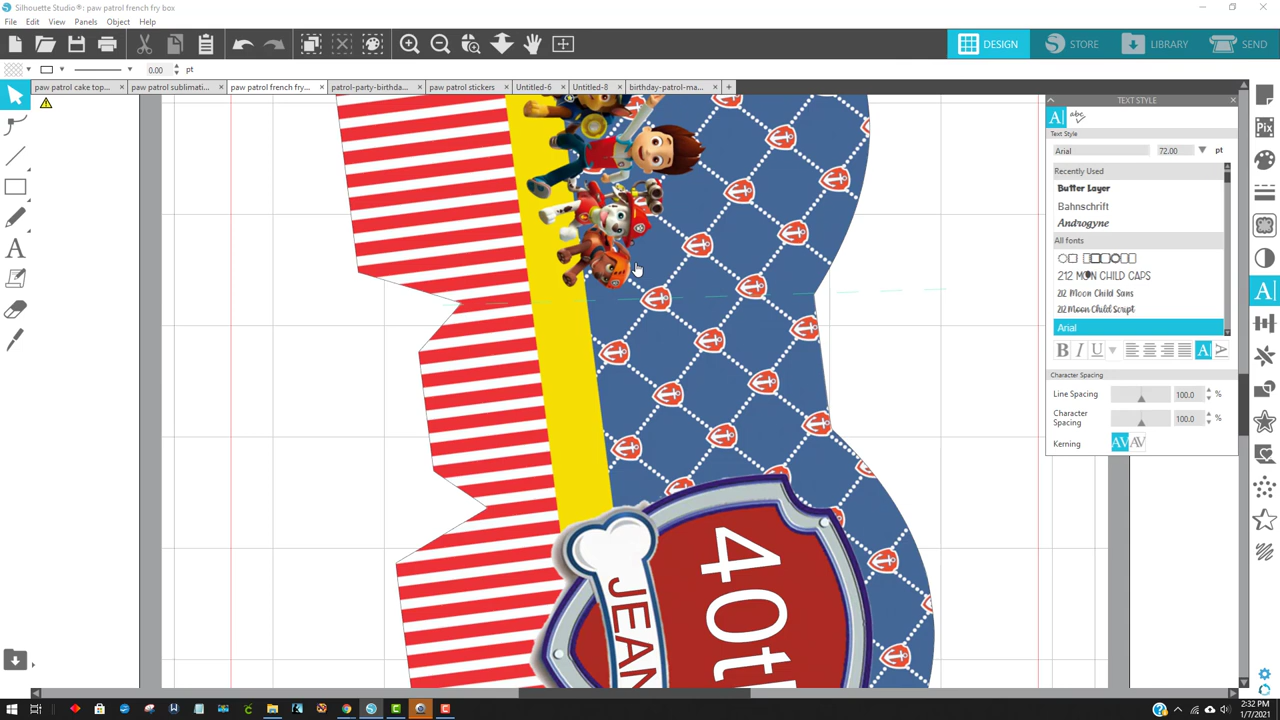 Silhouette Studio®: paw patrol french fry box
File Edit View Panels Object Help
DESIGN STORE LIBRARY SEND
0.00 pt
paw patrol cake top... paw patrol sublimati... paw patrol french fry... patrol-party-birthda... paw patrol stickers Untitled-6 Untitled-8 birthday-patrol-ma...
TEXT STYLE
Text Style
Arial 72.00 pt
Recently Used
Butter Layer
Bahnschrift
Androgyne
All fonts
212 MOON CHILD CAPS
212 Moon Child Sans
212 Moon Child Script
Arial
B I U
Character Spacing
Line Spacing 100.0 %
Character Spacing 100.0 %
Kerning AV AV
40t
JEAN
2:32 PM
1/7/2021